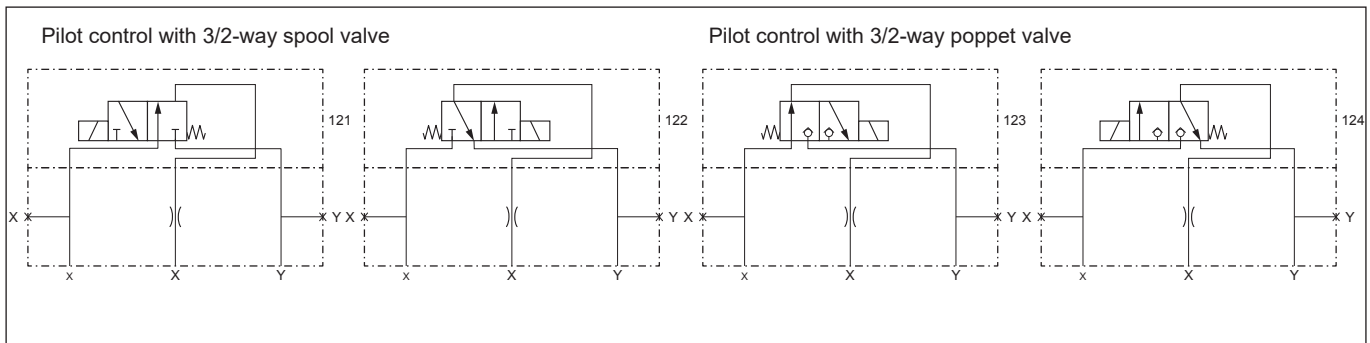 Pilot control with 3/2-way spool valve
Pilot control with 3/2-way poppet valve
121
122
123
124
X
Y X
Y X
Y X
Y
x X Y
x X Y
x X Y
x X Y